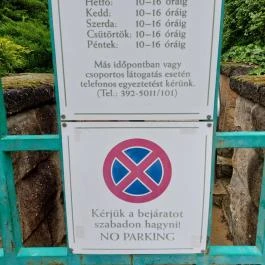 Hétfő: 10–16 óráig
Kedd: 10–16 óráig
Szerda: 10–16 óráig
Csütörtök: 10–16 óráig
Péntek: 10–16 óráig
Más időpontban vagy
csoportos látogatás esetén
telefonos egyeztetést kérünk.
(Tel.: 392-5011/101)
Kérjük a bejáratot
szabadon hagyni!
NO PARKING